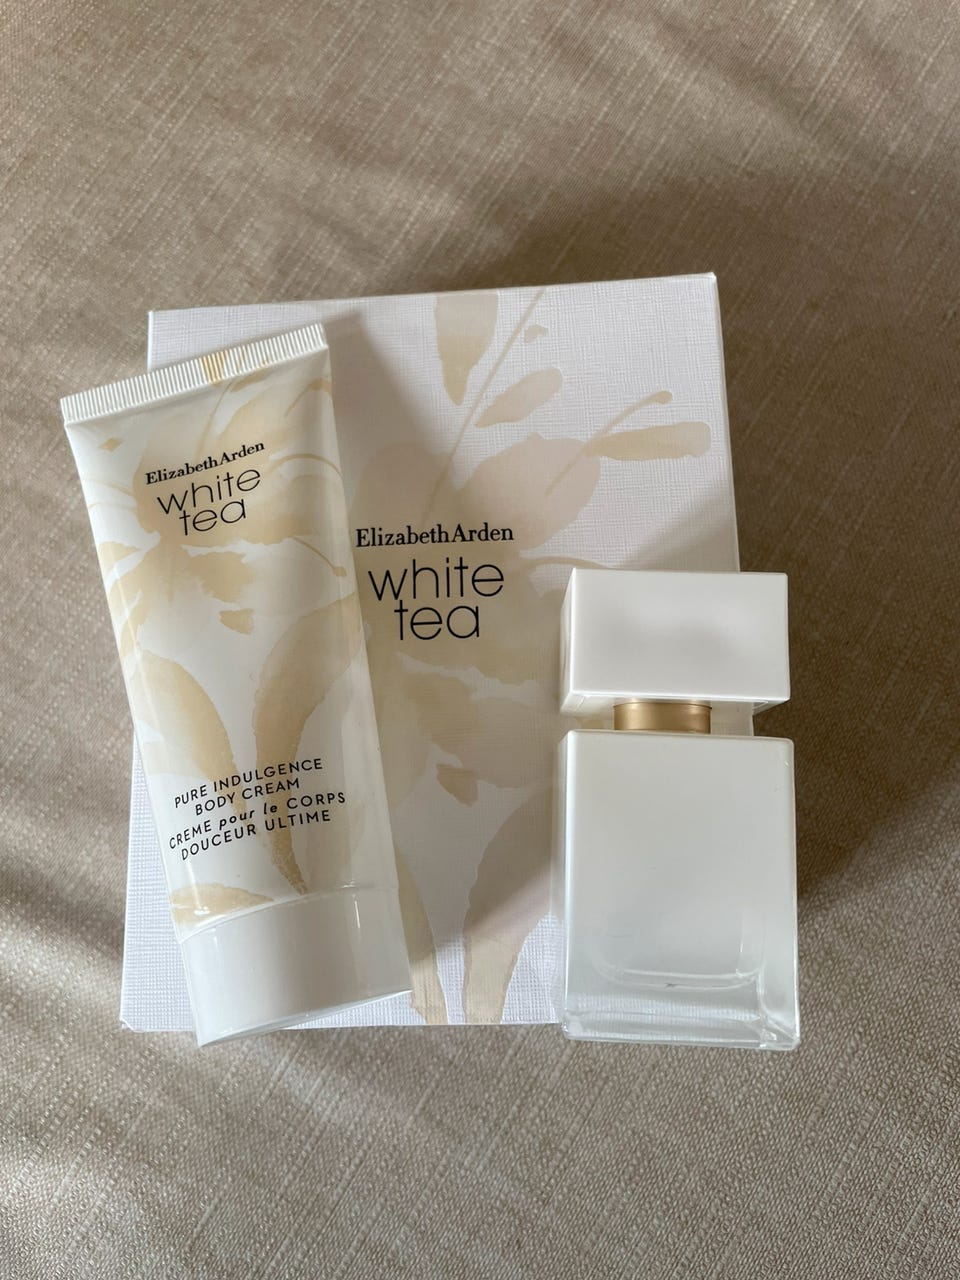 ElizabethArden
white
tea
PURE INDULGENCE
BODY CREAM
CREME pour le CORPS
DOUCEUR ULTIME
ElizabethArden
white
tea